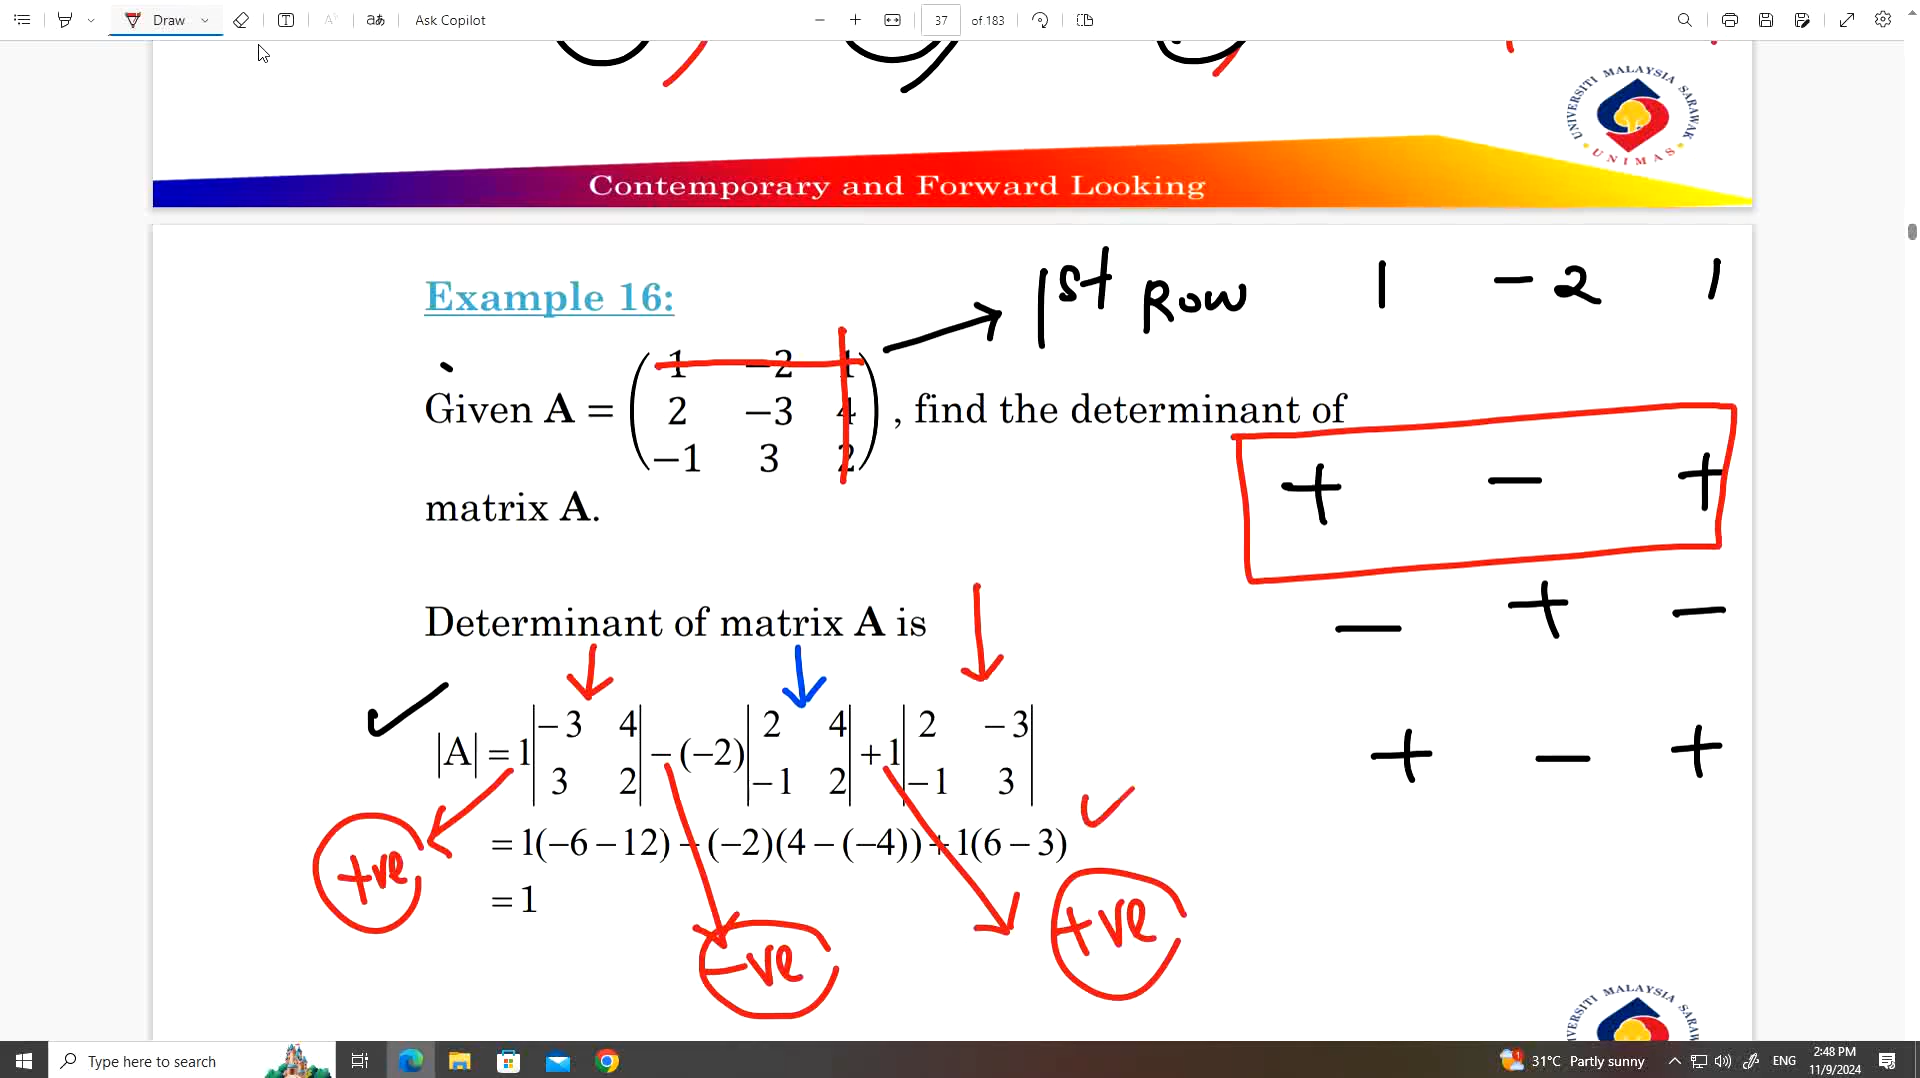 Draw
aあ
Ask Copilot
37 of 183
UNIVERSITI MALAYSIA SARAWAK
UNIMAS
Contemporary and Forward Looking
Example 16:
1st Row 1 -2 1
Given A = ( 1 −2 1
2 −3 4
−1 3 2 ) , find the determinant of
matrix A.
+ − +
− + −
+ − +
Determinant of matrix A is
|A| = 1 |−3 4| −(−2) |2 4| +1 |2 −3|
|3 2| |−1 2| |−1 3|
= 1(−6 − 12) − (−2)(4 − (−4)) + 1(6 − 3)
= 1
+ve
−ve
+ve
MALAYSIA
Type here to search
1
31°C Partly sunny
ENG
2:48 PM
11/9/2024